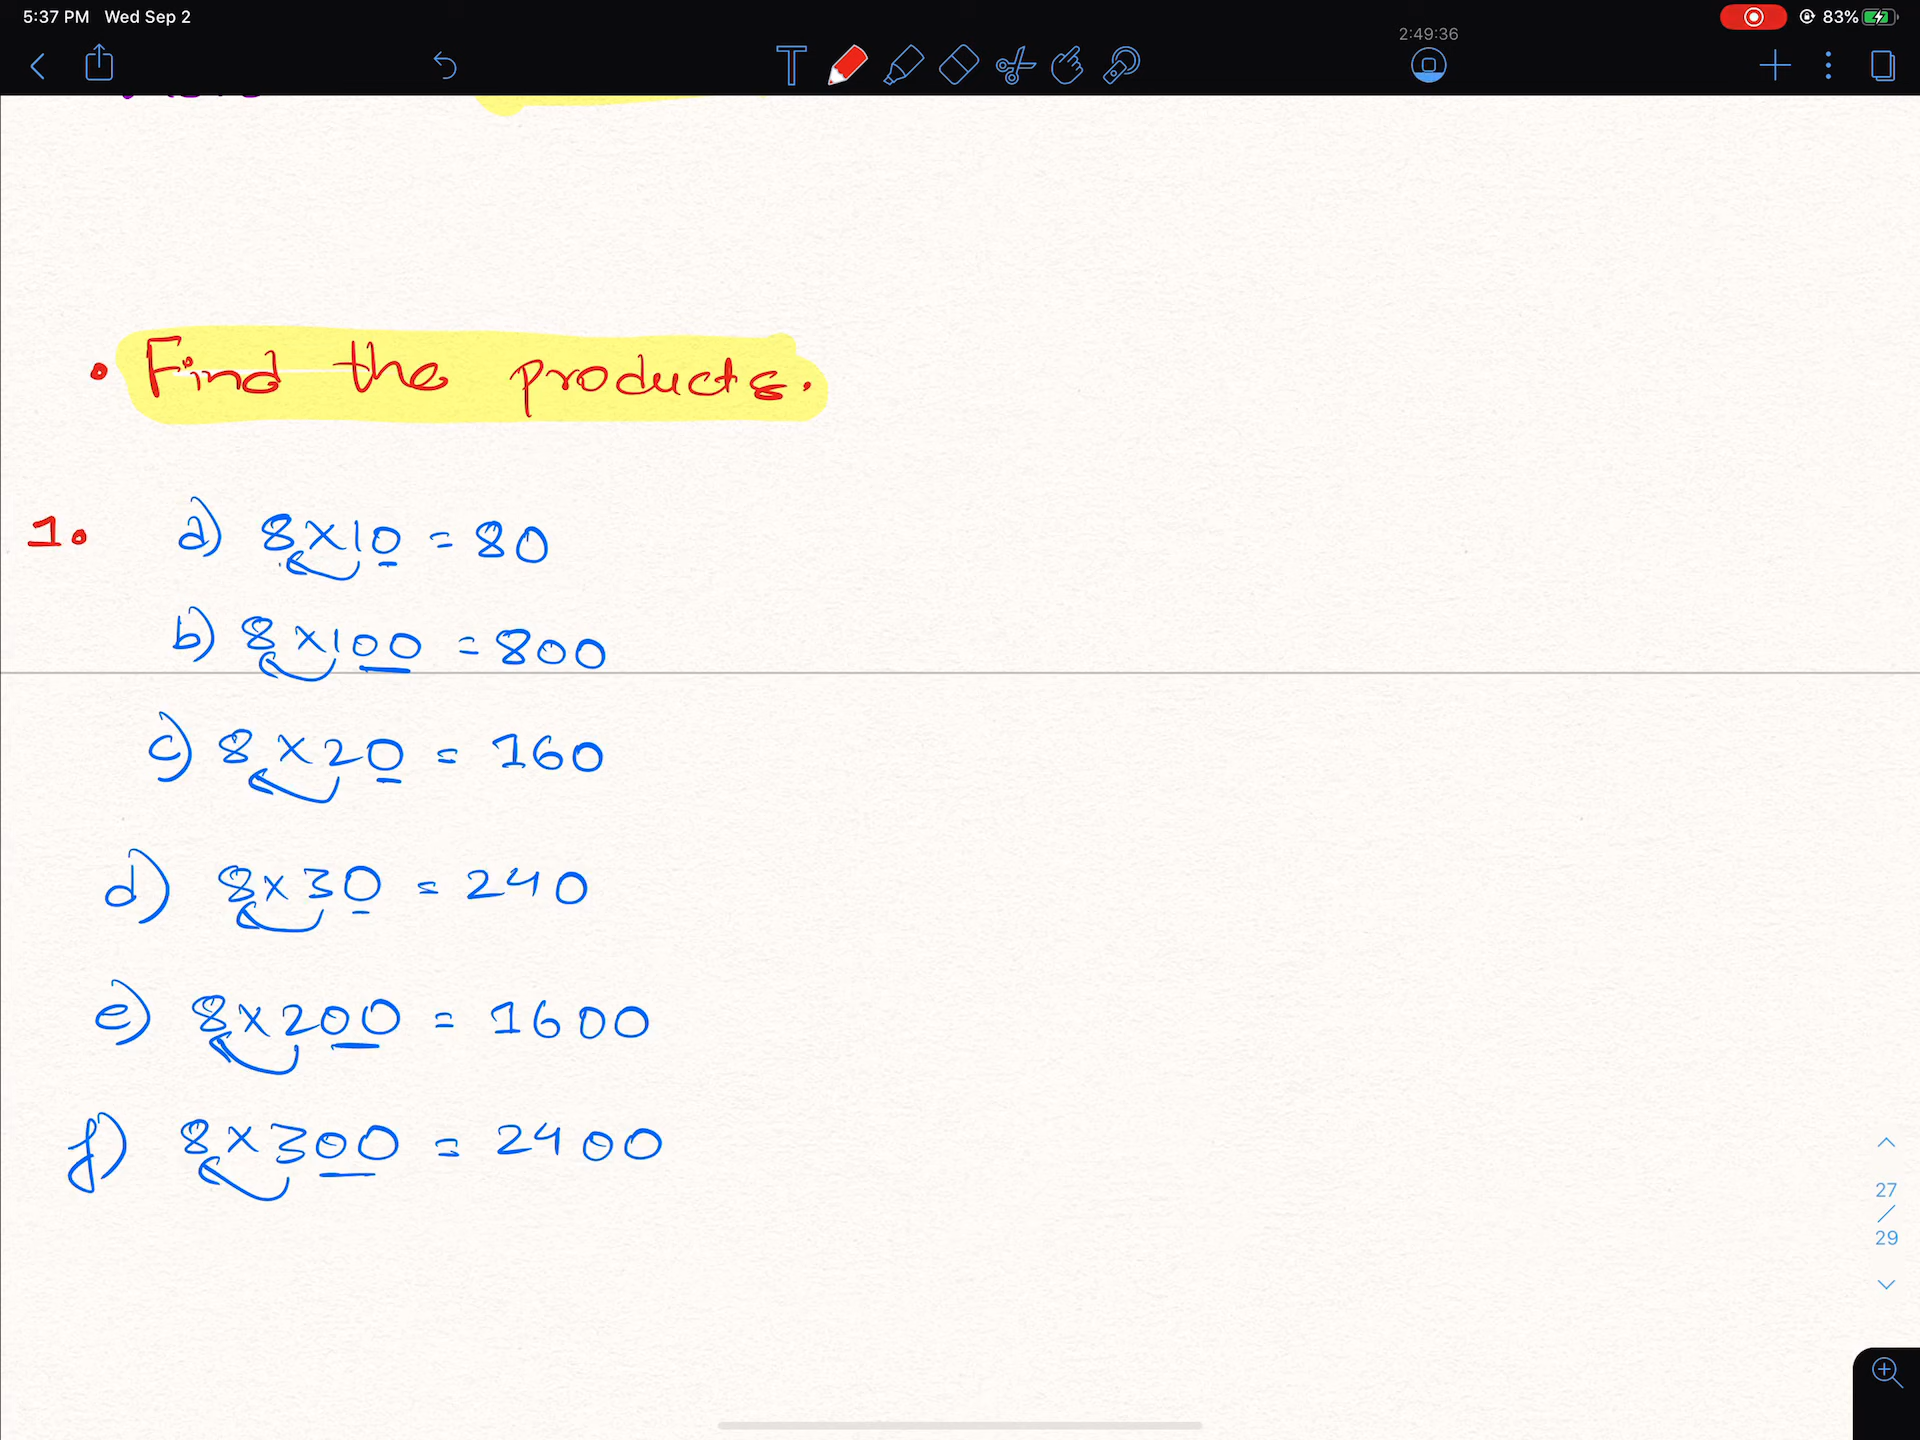 5:37 PM Wed Sep 2
83%
2:49:36
• Find the products.
1. a) 8×10 = 80
b) 8×100 = 800
c) 8×20 = 160
d) 8×30 = 240
e) 8×200 = 1600
f) 8×300 = 2400
27
/
29